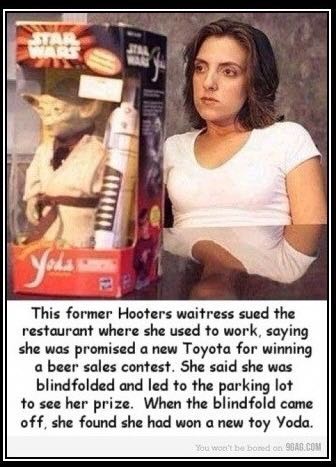 STAR
WARS
STAR
WARS
Yoda
Yoda
This former Hooters waitress sued the
restaurant where she used to work, saying
she was promised a new Toyota for winning
a beer sales contest. She said she was
blindfolded and led to the parking lot
to see her prize. When the blindfold came
off, she found she had won a new toy Yoda.
You won't be bored on 9GAG.COM